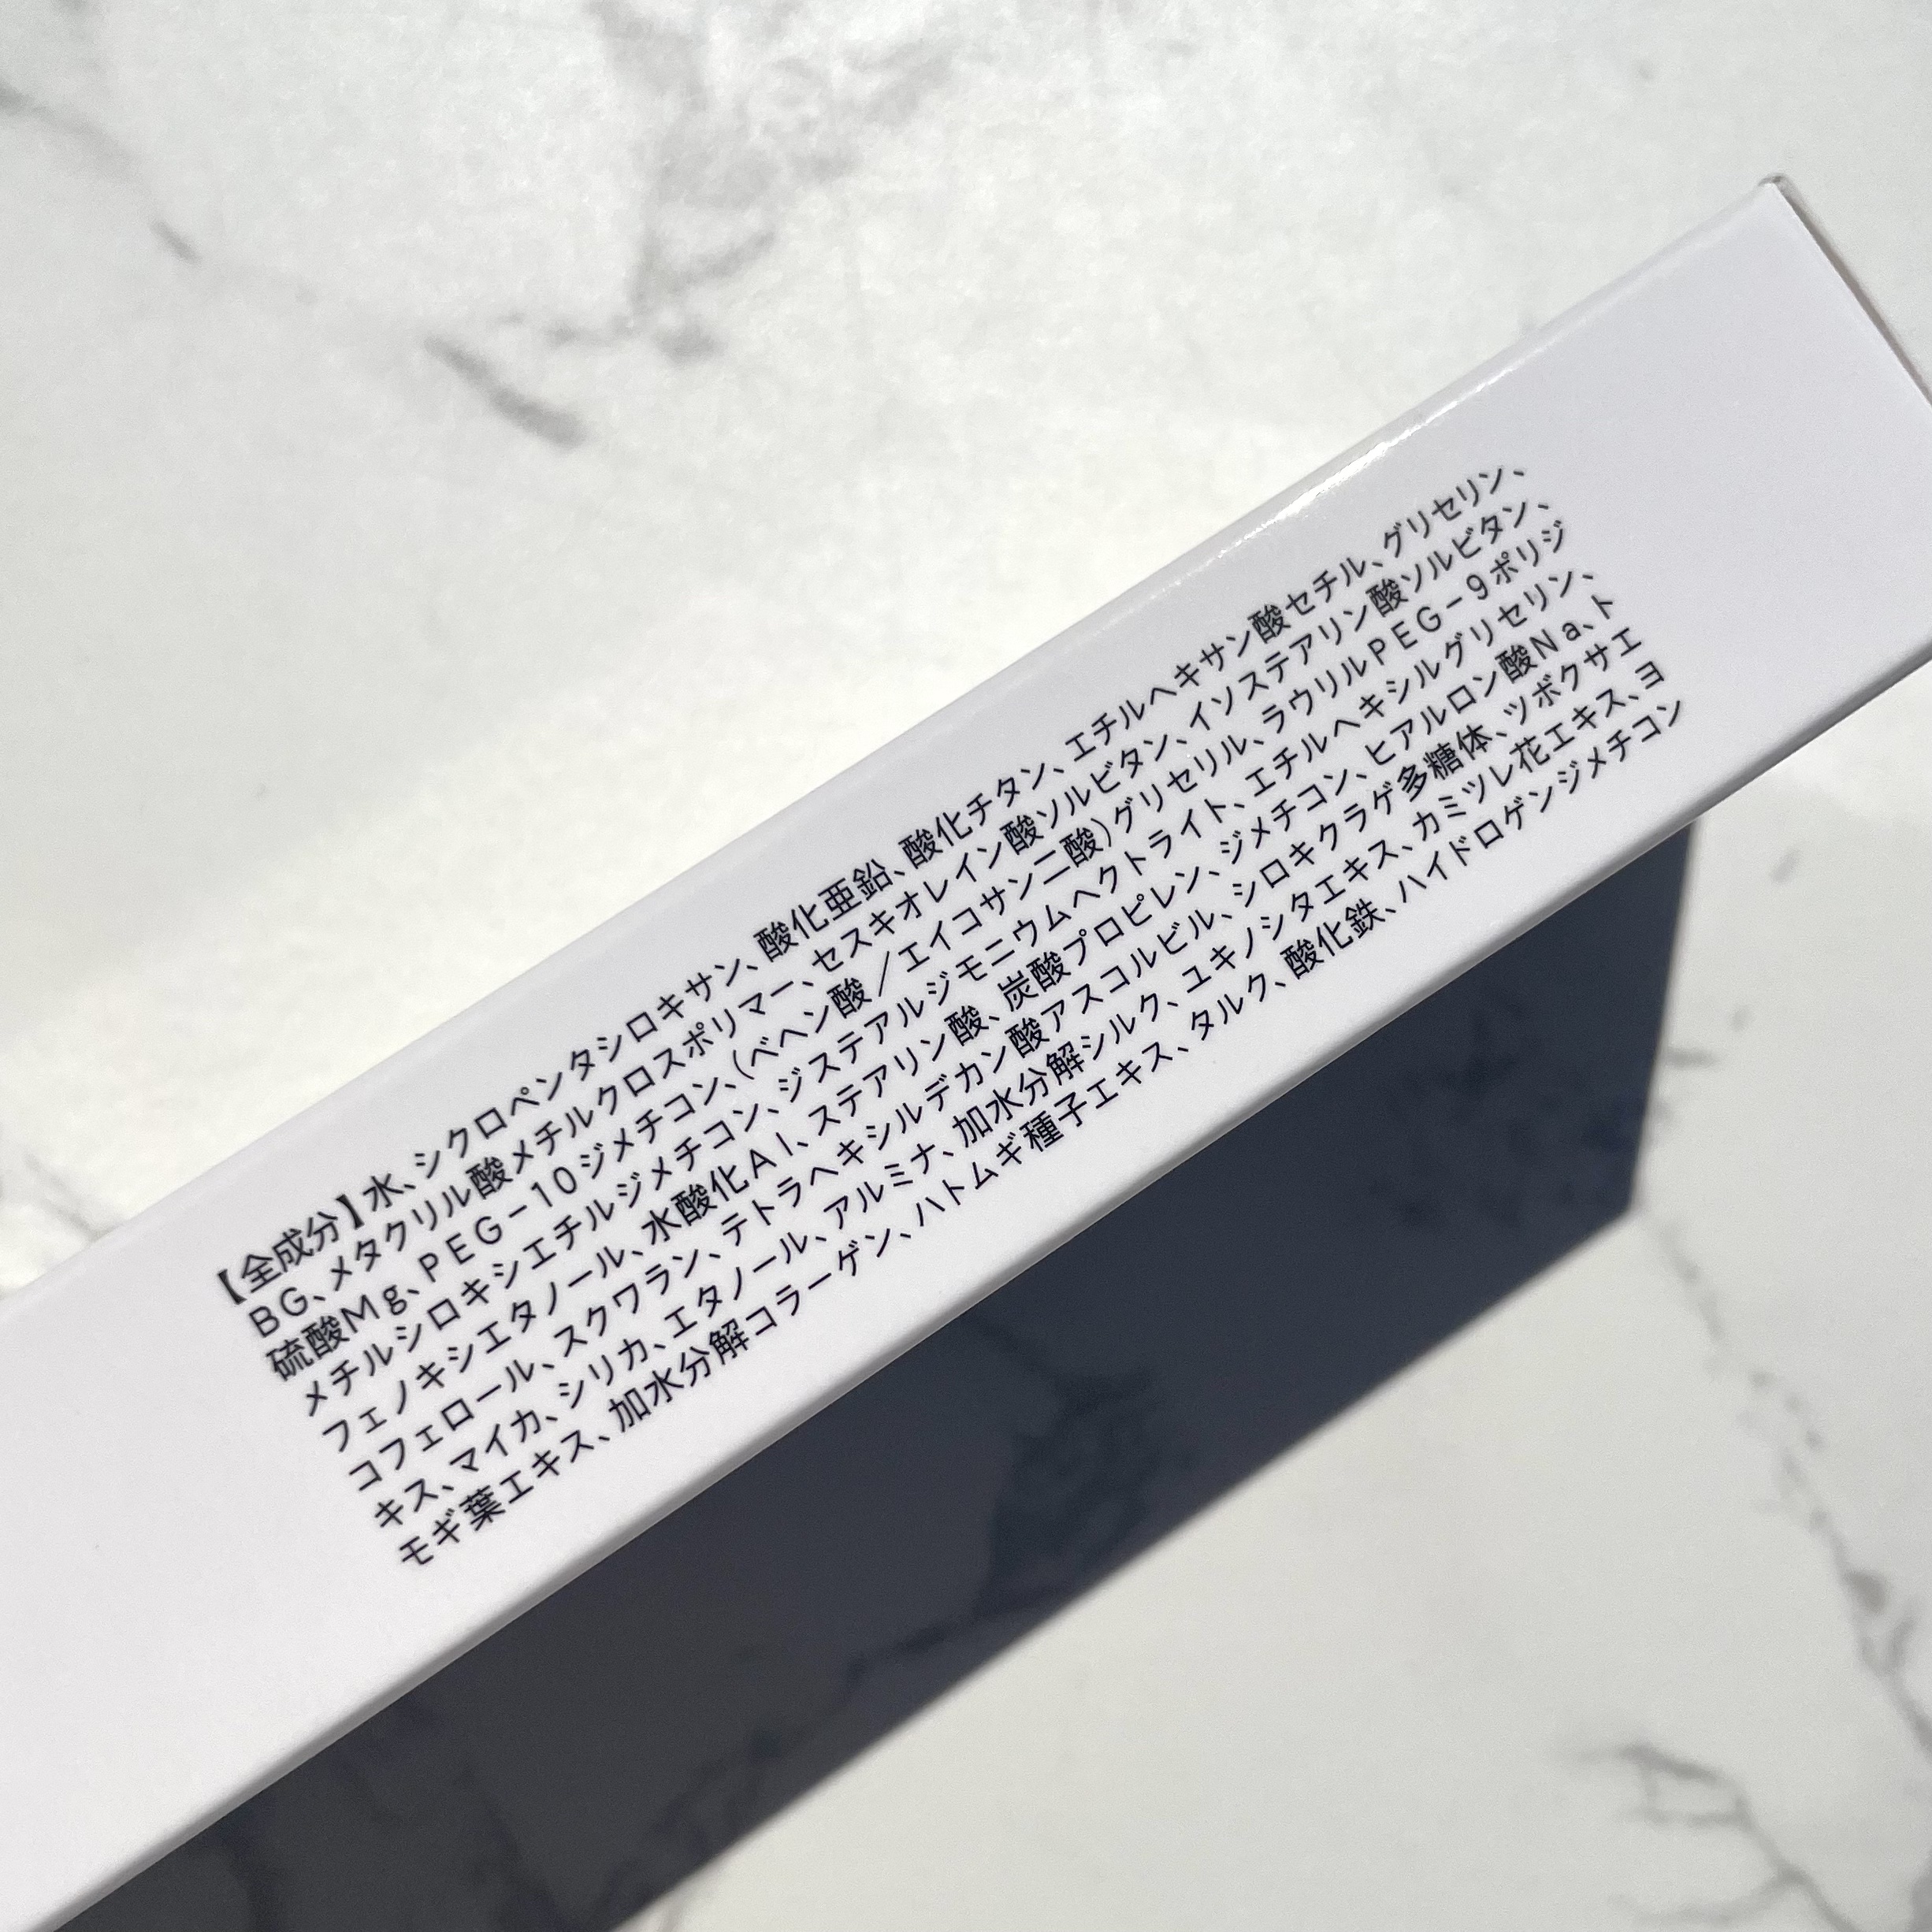 【全成分】水、シクロペンタシロキサン、酸化亜鉛、酸化チタン、エチルヘキサン酸セチル、グリセリン、
BG、メタクリル酸メチルクロスポリマー、セスキオレイン酸ソルビタン、イソステアリン酸ソルビタン、
硫酸Mg、PEG−10ジメチコン、(ベヘン酸／エイコサン二酸)グリセリル、ラウリルPEG−9ポリジ
メチルシロキシエチルジメチコン、ジステアルジモニウムヘクトライト、エチルヘキシルグリセリン、
フェノキシエタノール、水酸化Al、ステアリン酸、炭酸プロピレン、ジメチコン、ヒアルロン酸Na、ト
コフェロール、スクワラン、テトラヘキシルデカン酸アスコルビル、シロキクラゲ多糖体、ツボクサエ
キス、マイカ、シリカ、エタノール、アルミナ、加水分解シルク、ユキノシタエキス、カミツレ花エキス、ヨ
モギ葉エキス、加水分解コラーゲン、ハトムギ種子エキス、タルク、酸化鉄、ハイドロゲンジメチコン